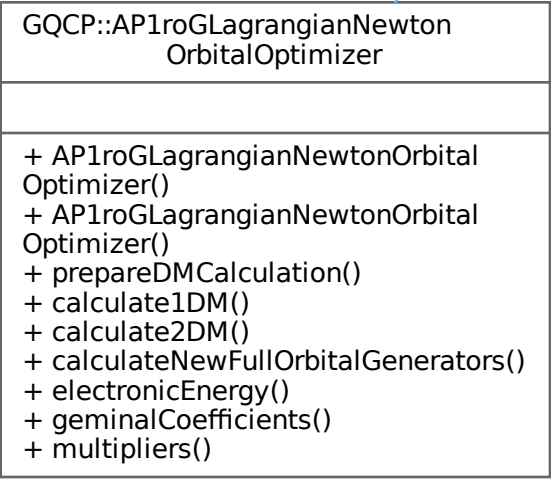 GQCP::AP1roGLagrangianNewton
OrbitalOptimizer
+ AP1roGLagrangianNewtonOrbital
Optimizer()
+ AP1roGLagrangianNewtonOrbital
Optimizer()
+ prepareDMCalculation()
+ calculate1DM()
+ calculate2DM()
+ calculateNewFullOrbitalGenerators()
+ electronicEnergy()
+ geminalCoefficients()
+ multipliers()